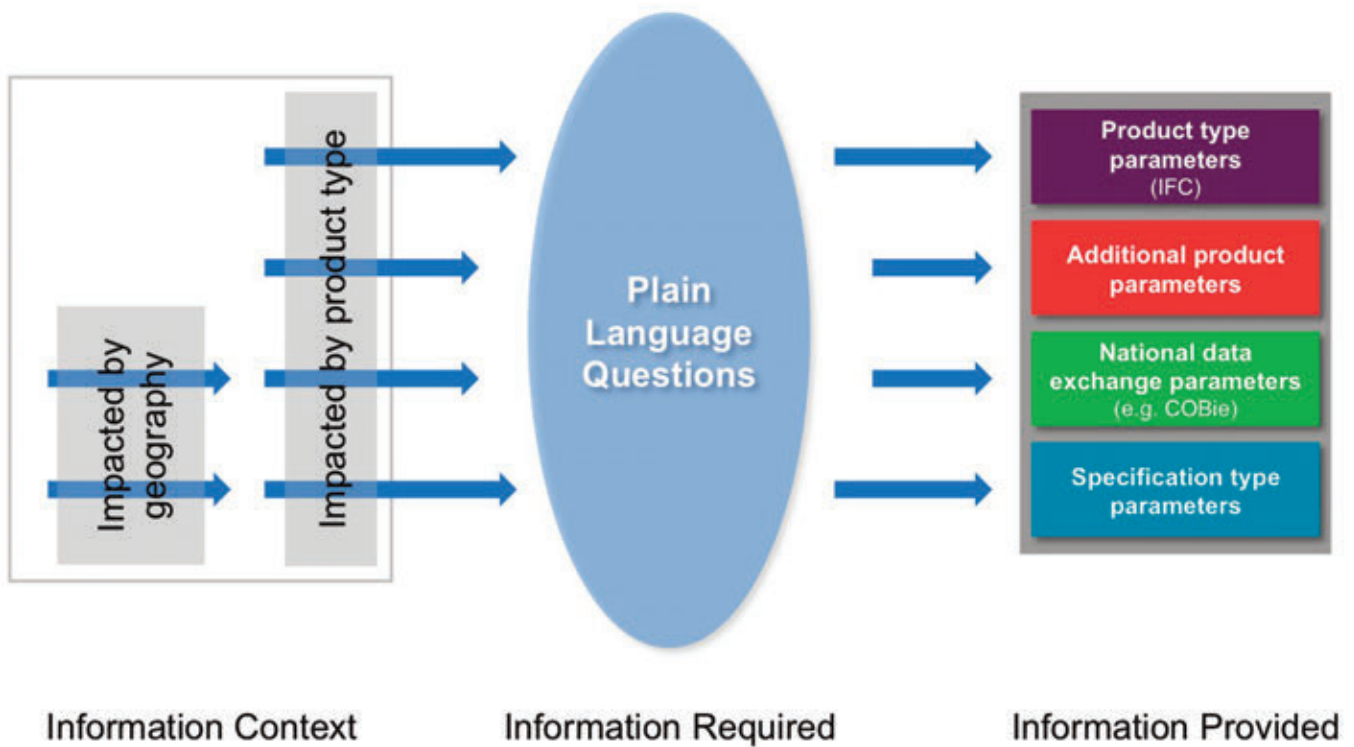 Impacted by
geography
Impacted by product type
Plain
Language
Questions
Product type
parameters
(IFC)
Additional product
parameters
National data
exchange parameters
(e.g. COBie)
Specification type
parameters
Information Context
Information Required
Information Provided